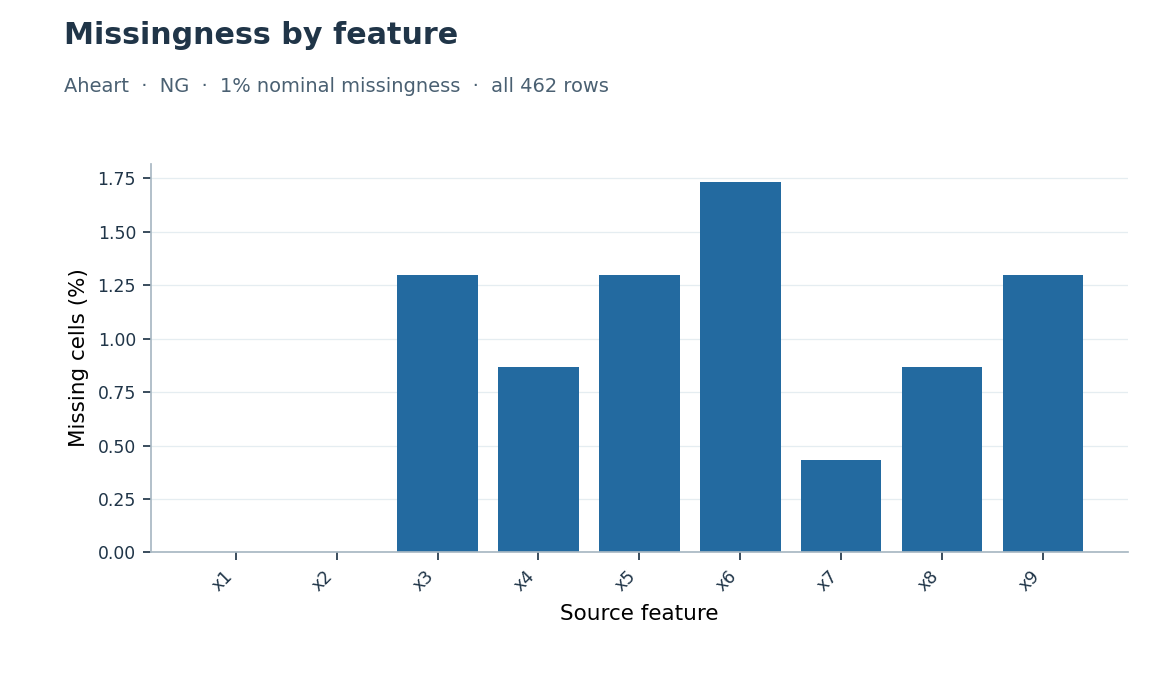 Missingness by feature
Aheart · NG · 1% nominal missingness · all 462 rows
1.75
1.50
1.25
1.00
0.75
0.50
0.25
0.00
Missing cells (%)
x1 x2 x3 x4 x5 x6 x7 x8 x9
Source feature